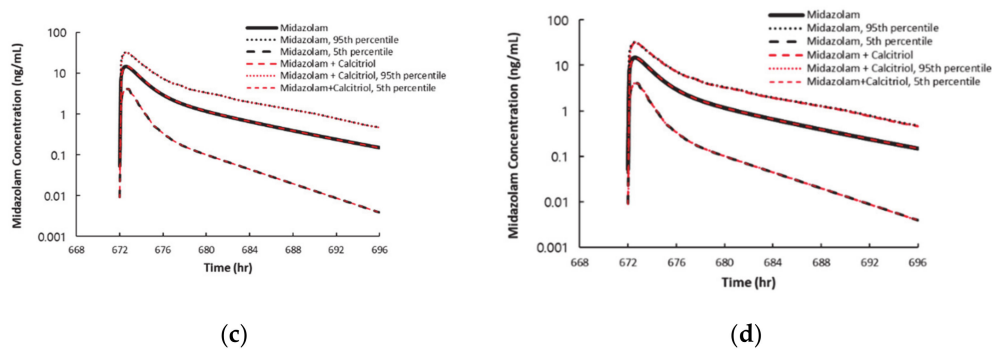 Midazolam
Midazolam, 95th percentile
Midazolam, 5th percentile
Midazolam + Calcitriol
Midazolam + Calcitriol, 95th percentile
Midazolam+Calcitriol, 5th percentile
Midazolam Concentration (ng/mL)
100
10
1
0.1
0.01
0.001
668 672 676 680 684 688 692 696
Time (hr)
(c)
Midazolam
Midazolam, 95th percentile
Midazolam, 5th percentile
Midazolam + Calcitriol
Midazolam + Calcitriol, 95th percentile
Midazolam+Calcitriol, 5th percentile
Midazolam Concentration (ng/mL)
100
10
1
0.1
0.01
0.001
668 672 676 680 684 688 692 696
Time (hr)
(d)